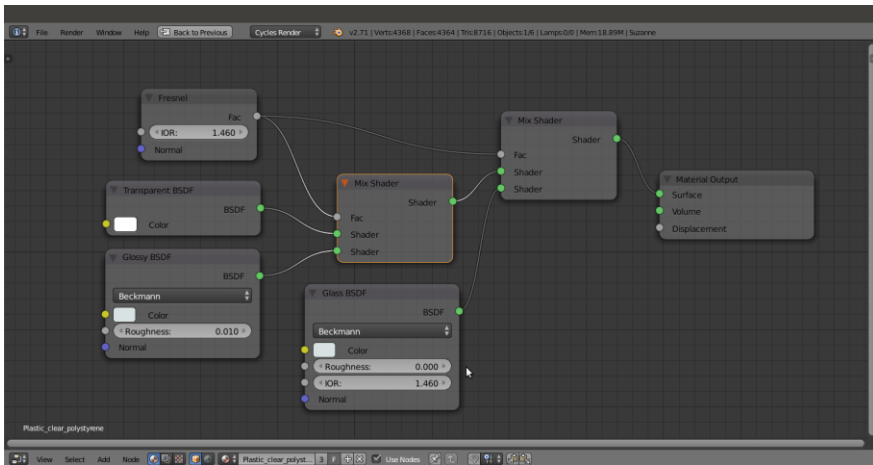 File Render Window Help Back to Previous Cycles Render v2.71 | Verts:4368 | Faces:4364 | Tris:8716 | Objects:1/6 | Lamps:0/0 | Mem:18.89M | Suzanne
Fresnel
Fac
IOR: 1.460
Normal
Transparent BSDF
BSDF
Color
Glossy BSDF
BSDF
Beckmann
Color
Roughness: 0.010
Normal
Mix Shader
Shader
Fac
Shader
Shader
Glass BSDF
BSDF
Beckmann
Color
Roughness: 0.000
IOR: 1.460
Normal
Mix Shader
Shader
Fac
Shader
Shader
Material Output
Surface
Volume
Displacement
Plastic_clear_polystyrene
View Select Add Node Plastic_clear_polyst... 3 F Use Nodes